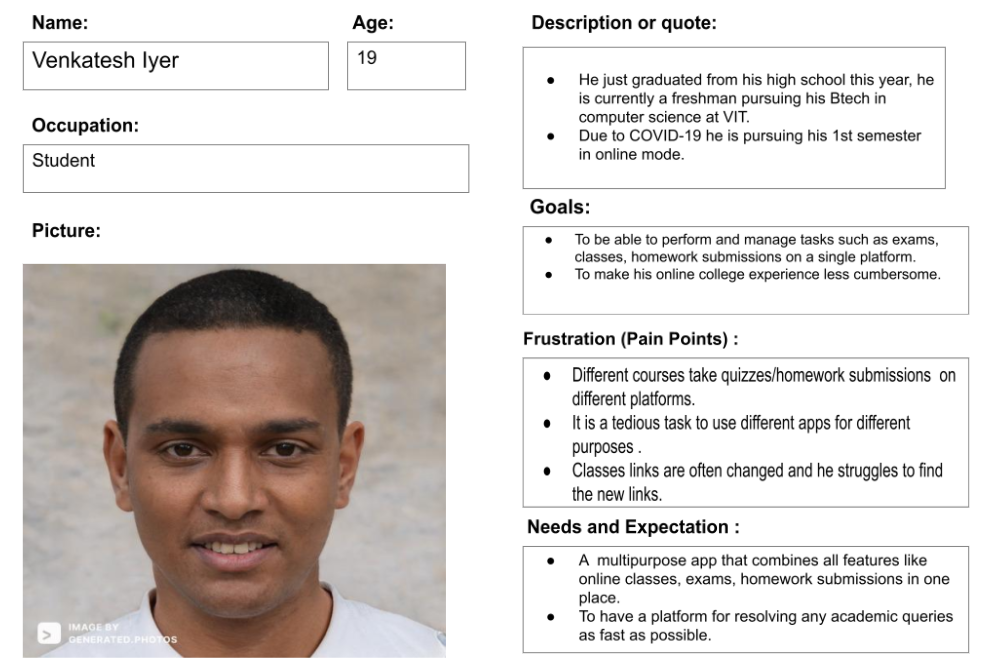 Name:
Age:
Venkatesh Iyer
19
Occupation:
Student
Picture:
IMAGE BY
GENERATED.PHOTOS
Description or quote:
● He just graduated from his high school this year, he
is currently a freshman pursuing his Btech in
computer science at VIT.
● Due to COVID-19 he is pursuing his 1st semester
in online mode.
Goals:
● To be able to perform and manage tasks such as exams,
classes, homework submissions on a single platform.
● To make his online college experience less cumbersome.
Frustration (Pain Points) :
● Different courses take quizzes/homework submissions on
different platforms.
● It is a tedious task to use different apps for different
purposes .
● Classes links are often changed and he struggles to find
the new links.
Needs and Expectation :
● A multipurpose app that combines all features like
online classes, exams, homework submissions in one
place.
● To have a platform for resolving any academic queries
as fast as possible.